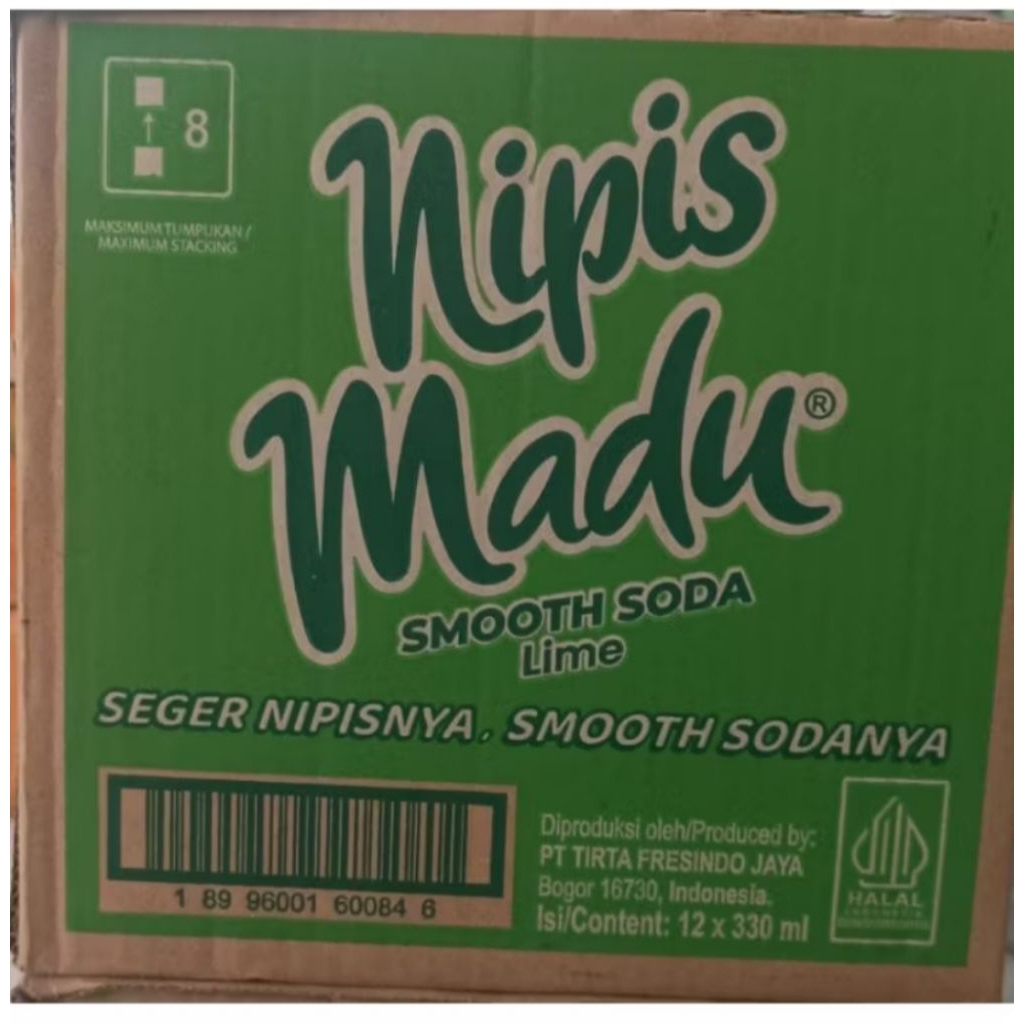 8
MAKSIMUM TUMPUKAN /
MAXIMUM STACKING
Nipis
Madu®
SMOOTH SODA
Lime
SEGER NIPISNYA, SMOOTH SODANYA
1 89 96001 60084 6
Diproduksi oleh/Produced by:
PT TIRTA FRESINDO JAYA
Bogor 16730, Indonesia.
Isi/Content: 12 x 330 ml
HALAL
INDONESIA